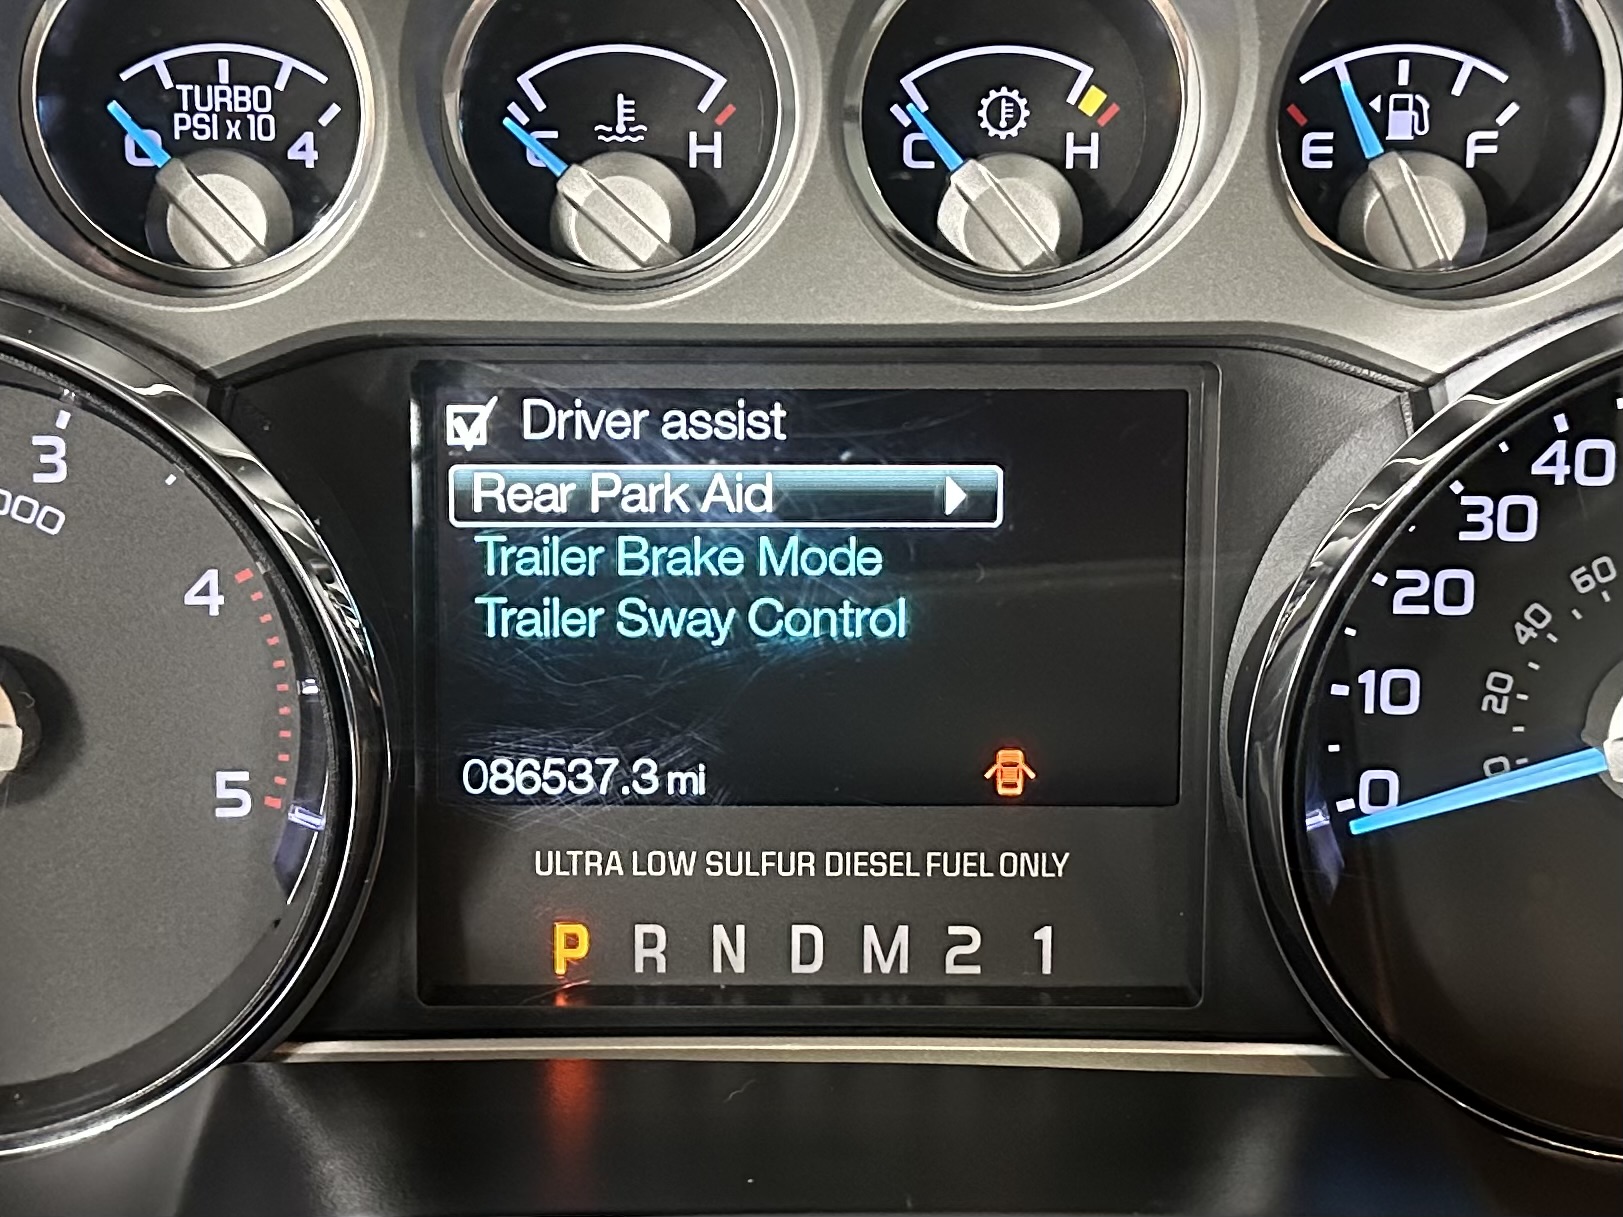 TURBO
PSI x 10
0 4
C H
C H
E F
3
000
4
5
Driver assist
Rear Park Aid
Trailer Brake Mode
Trailer Sway Control
086537.3 mi
ULTRA LOW SULFUR DIESEL FUEL ONLY
P R N D M 2 1
40
30
20
10
0
60
40
20
0